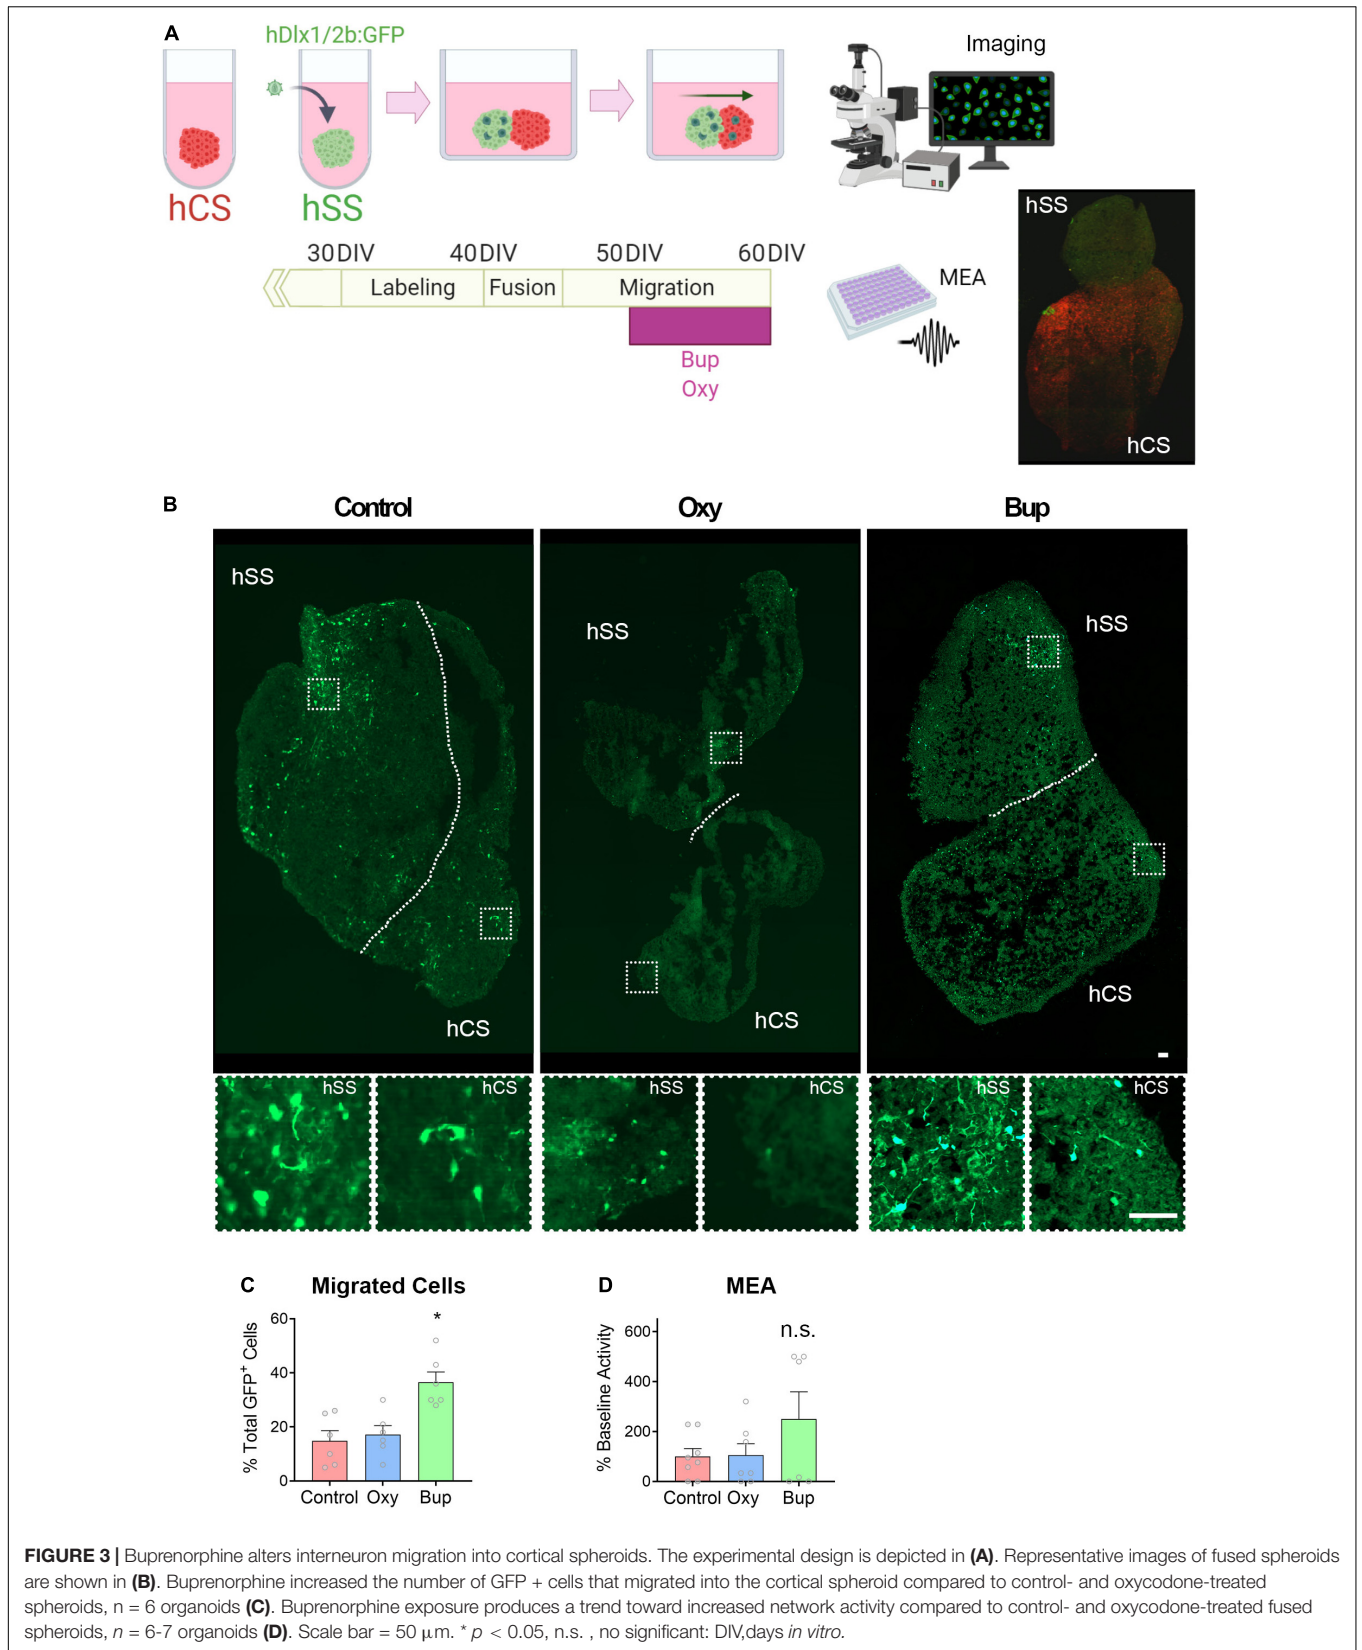 A
hDlx1/2b:GFP
Imaging
hCS
hSS
30DIV 40DIV 50DIV 60DIV
Labeling Fusion Migration
Bup
Oxy
MEA
hSS
hCS
B
Control Oxy Bup
hSS
hSS
hSS
hCS
hCS
hCS
hSS hCS hSS hCS hSS hCS
C Migrated Cells
% Total GFP+ Cells
60
40
20
0
*
Control Oxy Bup
D MEA
% Baseline Activity
600
400
200
0
n.s.
Control Oxy Bup
FIGURE 3 | Buprenorphine alters interneuron migration into cortical spheroids. The experimental design is depicted in (A). Representative images of fused spheroids
are shown in (B). Buprenorphine increased the number of GFP + cells that migrated into the cortical spheroid compared to control- and oxycodone-treated
spheroids, n = 6 organoids (C). Buprenorphine exposure produces a trend toward increased network activity compared to control- and oxycodone-treated fused
spheroids, n = 6-7 organoids (D). Scale bar = 50 μm. * p < 0.05, n.s. , no significant: DIV,days in vitro.